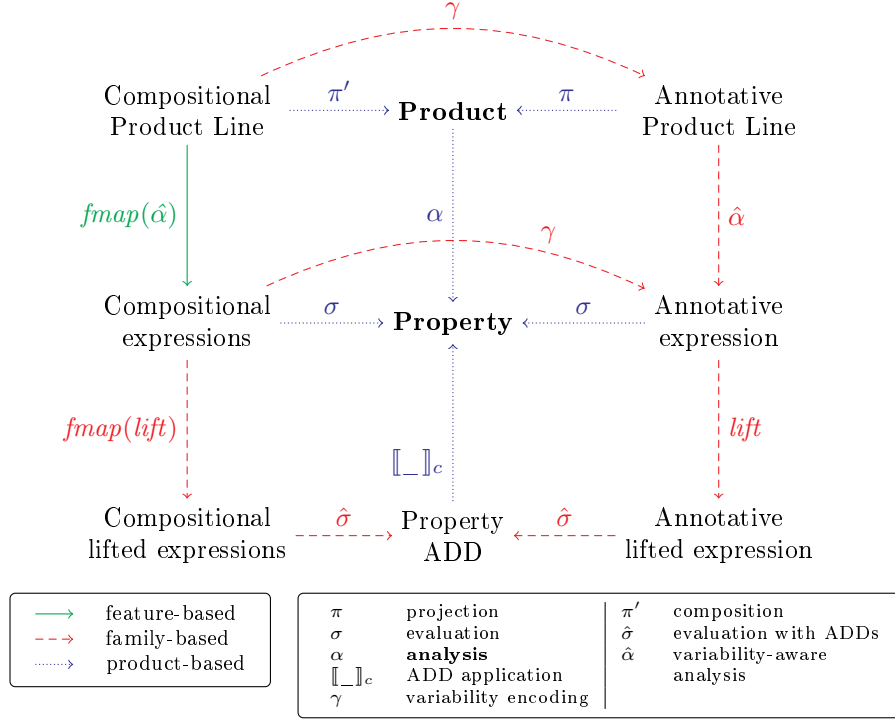 γ
Compositional
Product Line
π′
Product
π
Annotative
Product Line
fmap(α̂)
α
γ
α̂
Compositional
expressions
σ
Property
σ
Annotative
expression
fmap(lift)
⟦_⟧c
lift
Compositional
lifted expressions
σ̂
Property
ADD
σ̂
Annotative
lifted expression
feature-based
family-based
product-based
π projection
σ evaluation
α analysis
⟦_⟧c ADD application
γ variability encoding
π′ composition
σ̂ evaluation with ADDs
α̂ variability-aware
analysis